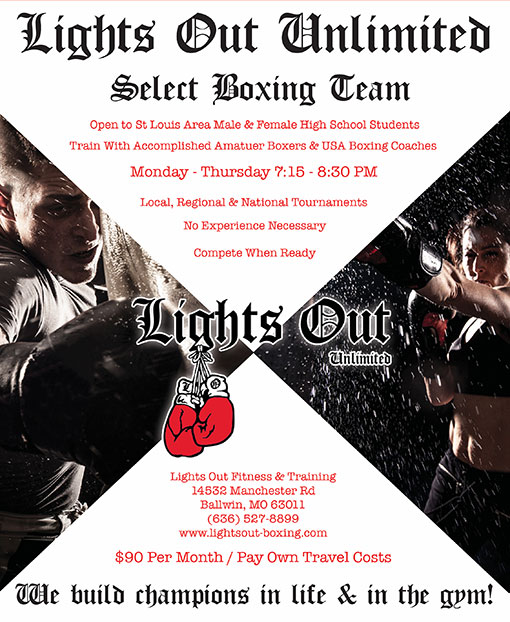 Lights Out Unlimited
Select Boxing Team
Open to St Louis Area Male & Female High School Students
Train With Accomplished Amatuer Boxers & USA Boxing Coaches
Monday - Thursday 7:15 - 8:30 PM
Local, Regional & National Tournaments
No Experience Necessary
Compete When Ready
Lights Out
Unlimited
Lights Out Fitness & Training
14532 Manchester Rd
Ballwin, MO 63011
(636) 527-8899
www.lightsout-boxing.com
$90 Per Month / Pay Own Travel Costs
We build champions in life & in the gym!